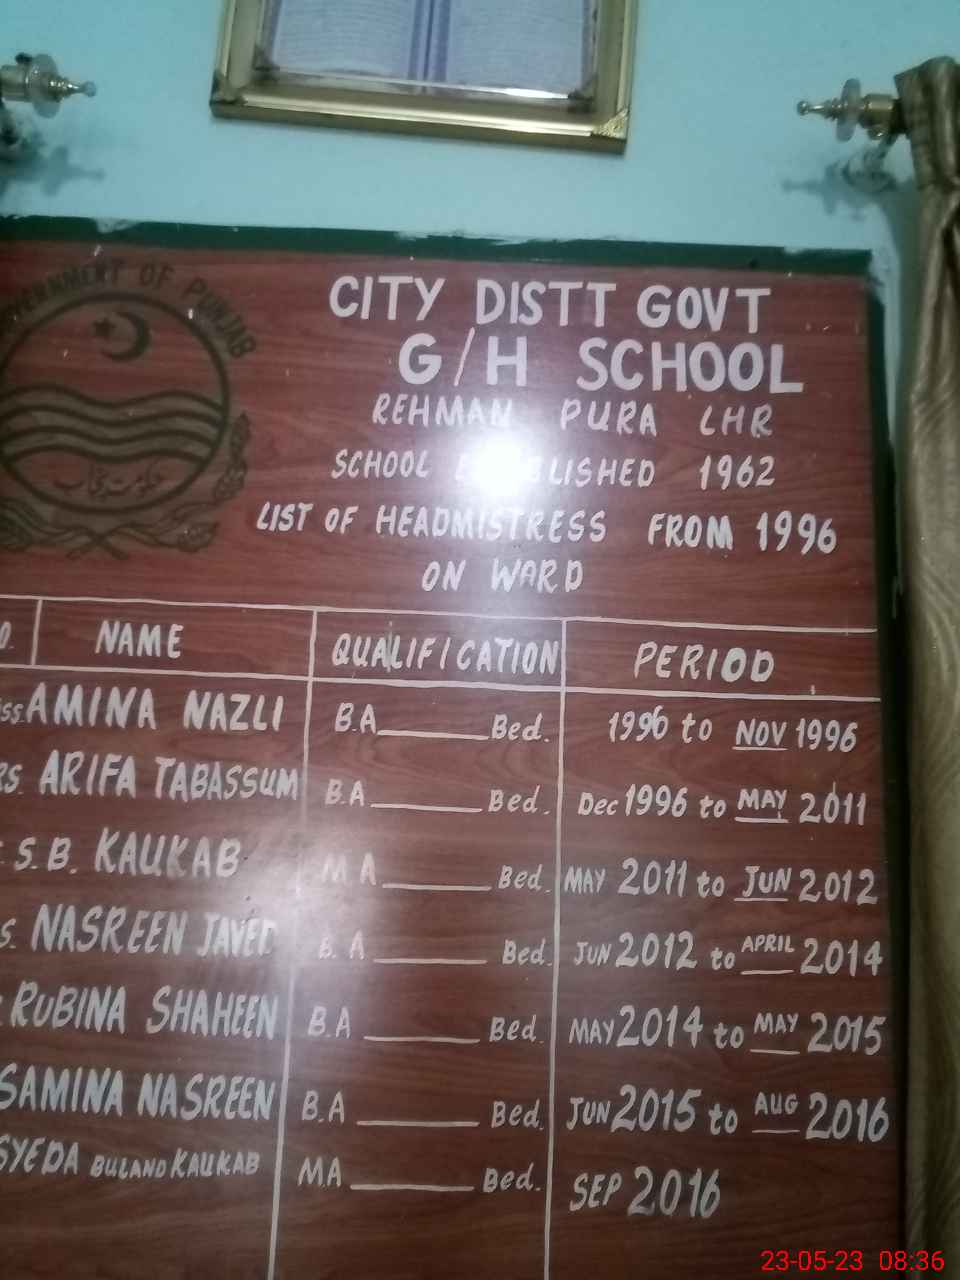 GOVERNMENT OF PUNJAB
CITY DISTT GOVT
G/H SCHOOL
REHMAN PURA LHR
SCHOOL 1962
LIST OF HEADMISTRESS FROM 1996
ON WARD
NAME QUALIFICATION PERIOD
AMINA NAZLI B.A Bed. 1996 to NOV 1996
ARIFA TABASSUM B.A Bed. Dec 1996 to MAY 2011
S.B. KAUKAB M A Bed. MAY 2011 to JUN 2012
NASREEN JAVED B.A Bed. JUN 2012 to APRIL 2014
RUBINA SHAHEEN B.A Bed. MAY 2014 to MAY 2015
SAMINA NASREEN B.A Bed. JUN 2015 to AUG 2016
SYEDA BULAND KAUKAB MA Bed. SEP 2016
23-05-23 08:36